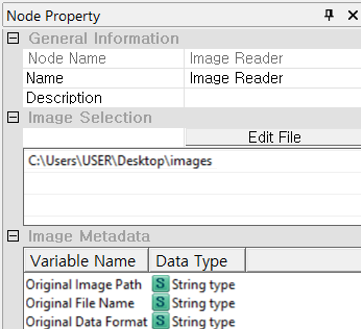 Node Property
General Information
Node Name Image Reader
Name Image Reader
Description
Image Selection
Edit File
C:\Users\USER\Desktop\images
Image Metadata
Variable Name Data Type
Original Image Path S String type
Original File Name S String type
Original Data Format S String type